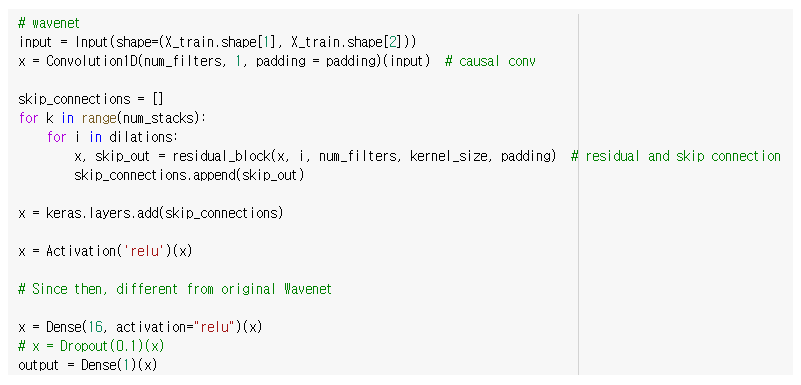 # wavenet
input = Input(shape=(X_train.shape[1], X_train.shape[2]))
x = Convolution1D(num_filters, 1, padding = padding)(input)  # causal conv
skip_connections = []
for k in range(num_stacks):
    for i in dilations:
        x, skip_out = residual_block(x, i, num_filters, kernel_size, padding)  # residual and skip connection
        skip_connections.append(skip_out)
x = keras.layers.add(skip_connections)
x = Activation('relu')(x)
# Since then, different from original Wavenet
x = Dense(16, activation="relu")(x)
# x = Dropout(0.1)(x)
output = Dense(1)(x)